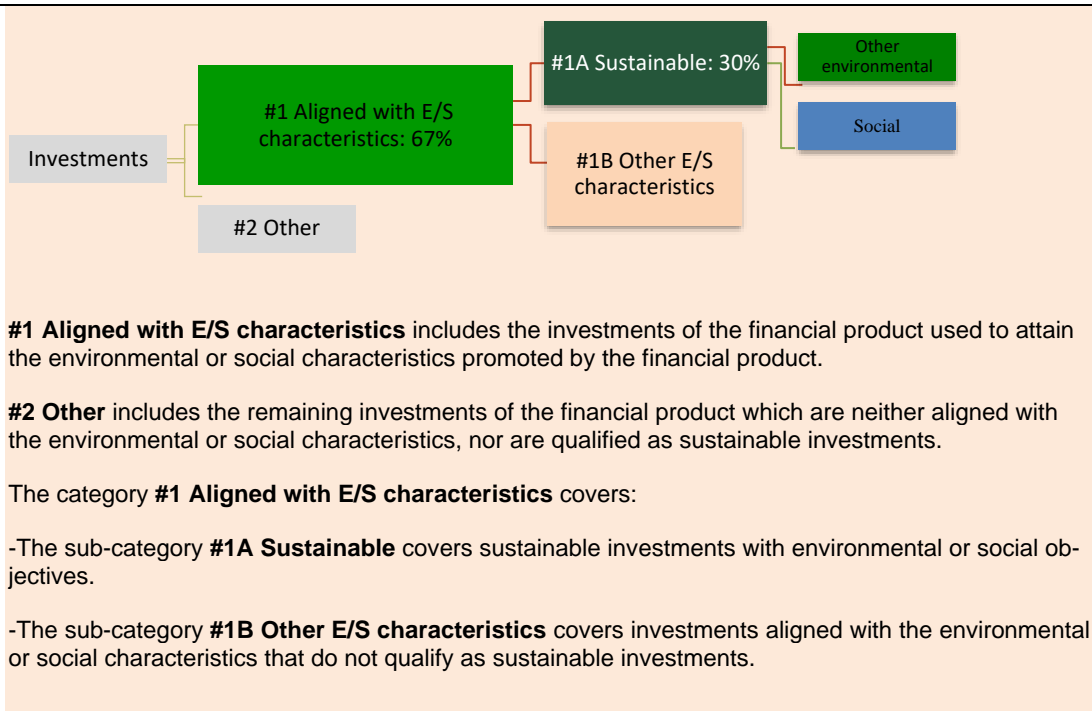 #1A Sustainable: 30%
Other
environmental
#1 Aligned with E/S
characteristics: 67%
Social
Investments
#1B Other E/S
characteristics
#2 Other
#1 Aligned with E/S characteristics includes the investments of the financial product used to attain
the environmental or social characteristics promoted by the financial product.
#2 Other includes the remaining investments of the financial product which are neither aligned with
the environmental or social characteristics, nor are qualified as sustainable investments.
The category #1 Aligned with E/S characteristics covers:
-The sub-category #1A Sustainable covers sustainable investments with environmental or social ob-
jectives.
-The sub-category #1B Other E/S characteristics covers investments aligned with the environmental
or social characteristics that do not qualify as sustainable investments.